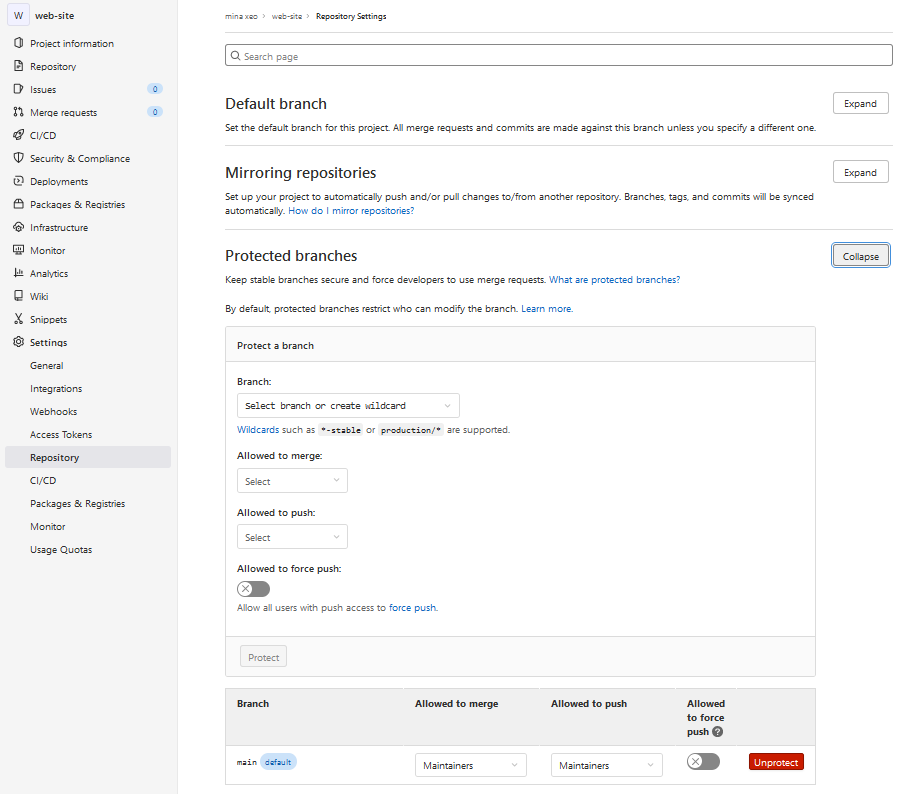 W web-site
Project information
Repository
Issues 0
Merge requests 0
CI/CD
Security & Compliance
Deployments
Packages & Registries
Infrastructure
Monitor
Analytics
Wiki
Snippets
Settings
General
Integrations
Webhooks
Access Tokens
Repository
CI/CD
Packages & Registries
Monitor
Usage Quotas
mina xeo > web-site > Repository Settings
Search page
Default branch
Expand
Set the default branch for this project. All merge requests and commits are made against this branch unless you specify a different one.
Mirroring repositories
Expand
Set up your project to automatically push and/or pull changes to/from another repository. Branches, tags, and commits will be synced
automatically. How do I mirror repositories?
Protected branches
Collapse
Keep stable branches secure and force developers to use merge requests. What are protected branches?
By default, protected branches restrict who can modify the branch. Learn more.
Protect a branch
Branch:
Select branch or create wildcard
Wildcards such as *-stable or production/* are supported.
Allowed to merge:
Select
Allowed to push:
Select
Allowed to force push:
Allow all users with push access to force push.
Protect
Branch Allowed to merge Allowed to push Allowed
to force
push ?
main default Maintainers Maintainers Unprotect